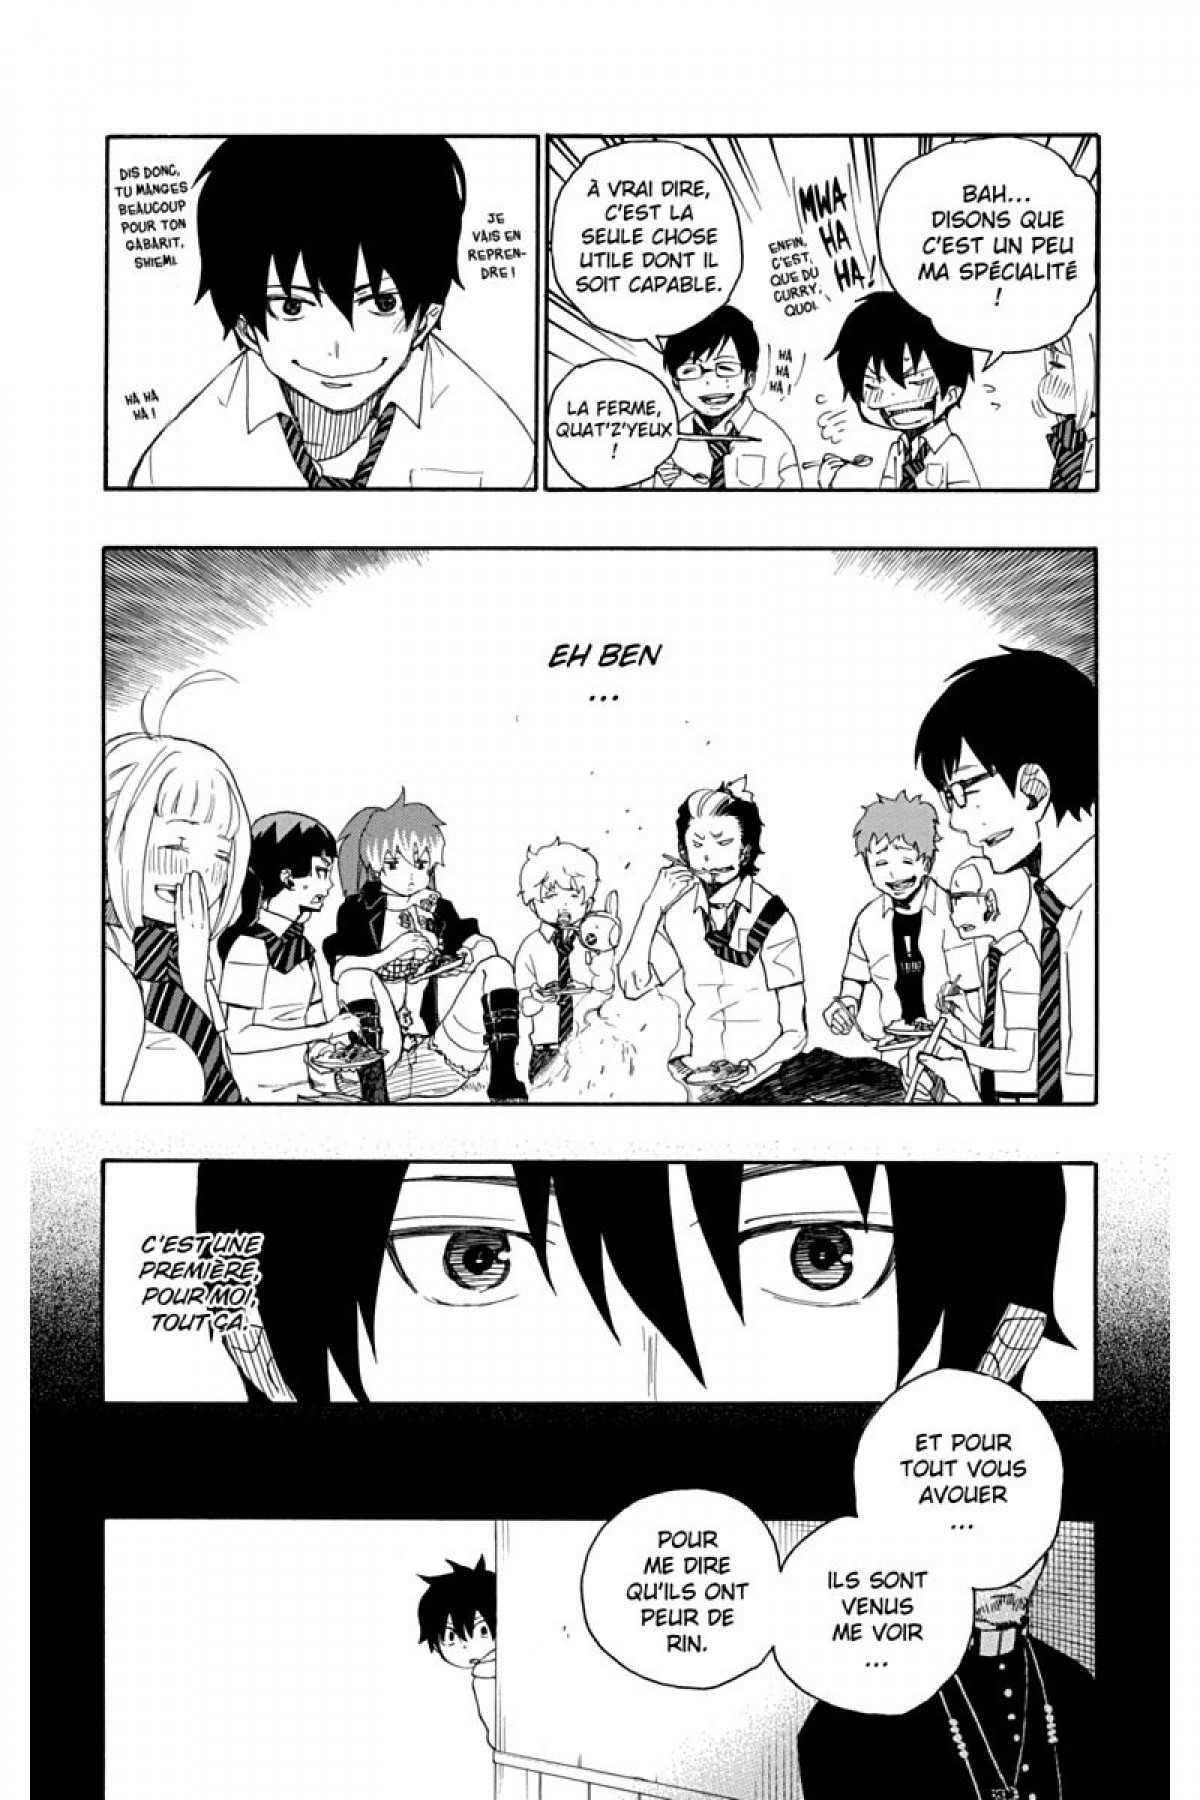 BAH...
DISONS QUE
C'EST UN PEU
MA SPÉCIALITÉ
!
MWA
HA
HA
HA!
ENFIN,
C'EST,
QUE DU
CURRY,
QUOI.
À VRAI DIRE,
C'EST LA
SEULE CHOSE
UTILE DONT IL
SOIT CAPABLE.
HA
HA
HA!
LA FERME,
QUAT'Z'YEUX
!
JE
VAIS EN
REPREN-
DRE!
DIS DONC,
TU MANGES
BEAUCOUP
POUR TON
GABARIT,
SHIEMI.
HA HA
HA!
EH BEN
...
C'EST UNE
PREMIÈRE,
POUR MOI,
TOUT ÇA.
ET POUR
TOUT VOUS
AVOUER
...
ILS SONT
VENUS
ME VOIR
...
POUR
ME DIRE
QU'ILS ONT
PEUR DE
RIN.